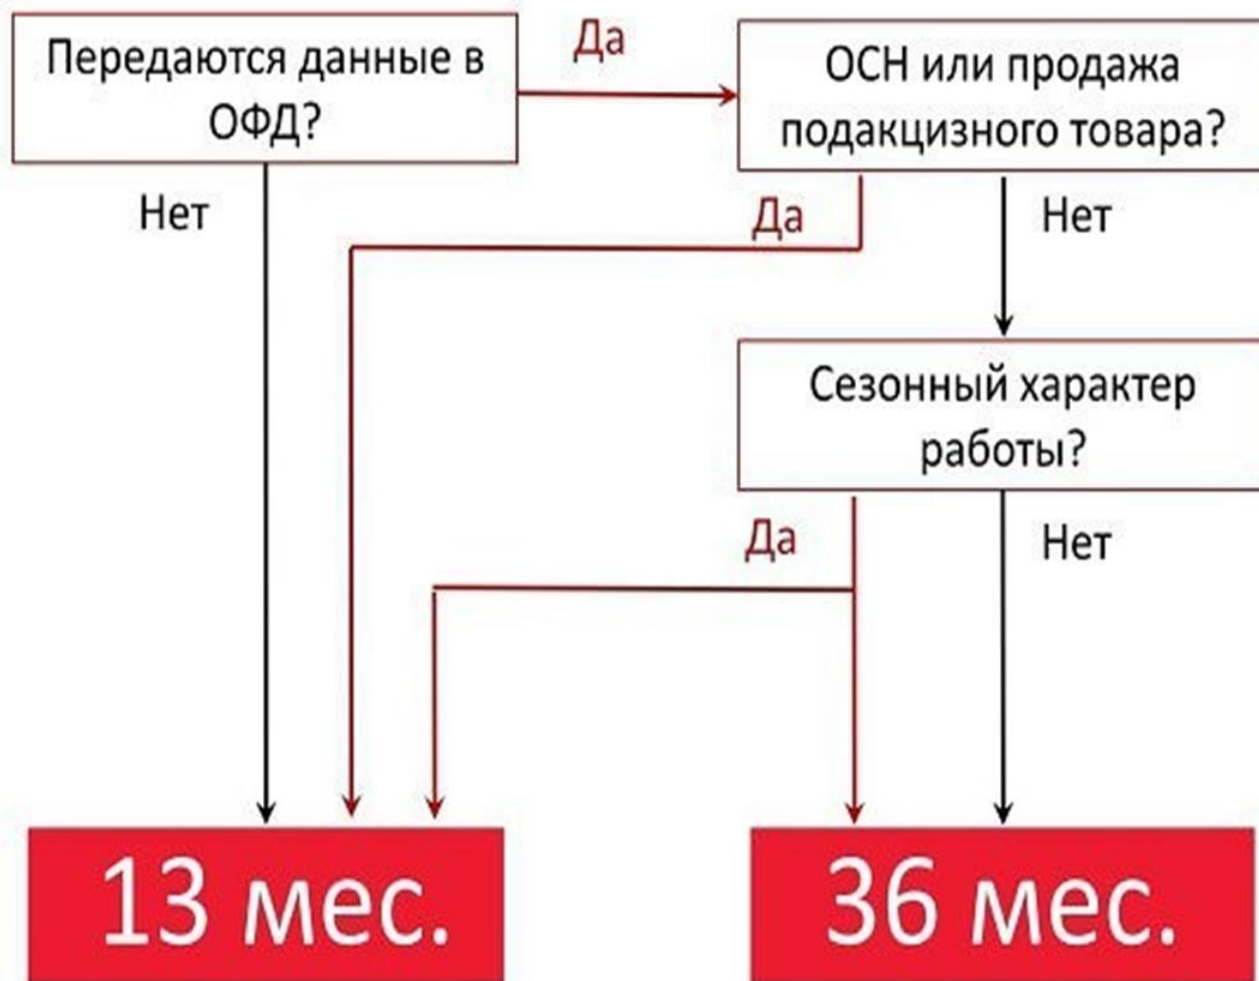 Передаются данные в
ОФД?
Да
ОСН или продажа
подакцизного товара?
Нет
Да
Нет
Сезонный характер
работы?
Да
Нет
13 мес.
36 мес.